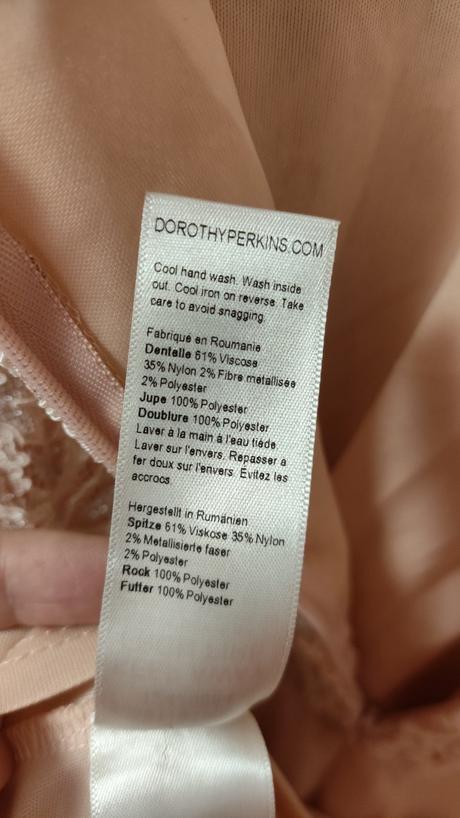 DOROTHYPERKINS.COM
Cool hand wash. Wash inside
out. Cool iron on reverse. Take
care to avoid snagging.
Fabriqué en Roumanie
Dentelle 61% Viscose
35% Nylon 2% Fibre métallisée
2% Polyester
Jupe 100% Polyester
Doublure 100% Polyester
Laver à la main à l'eau tiède.
Laver sur l'envers. Repasser à
fer doux sur l'envers. Evitez les
accrocs.
Hergestellt in Rumänien
Spitze 61% Viskose 35% Nylon
2% Metallisierte faser
2% Polyester
Rock 100% Polyester
Futter 100% Polyester